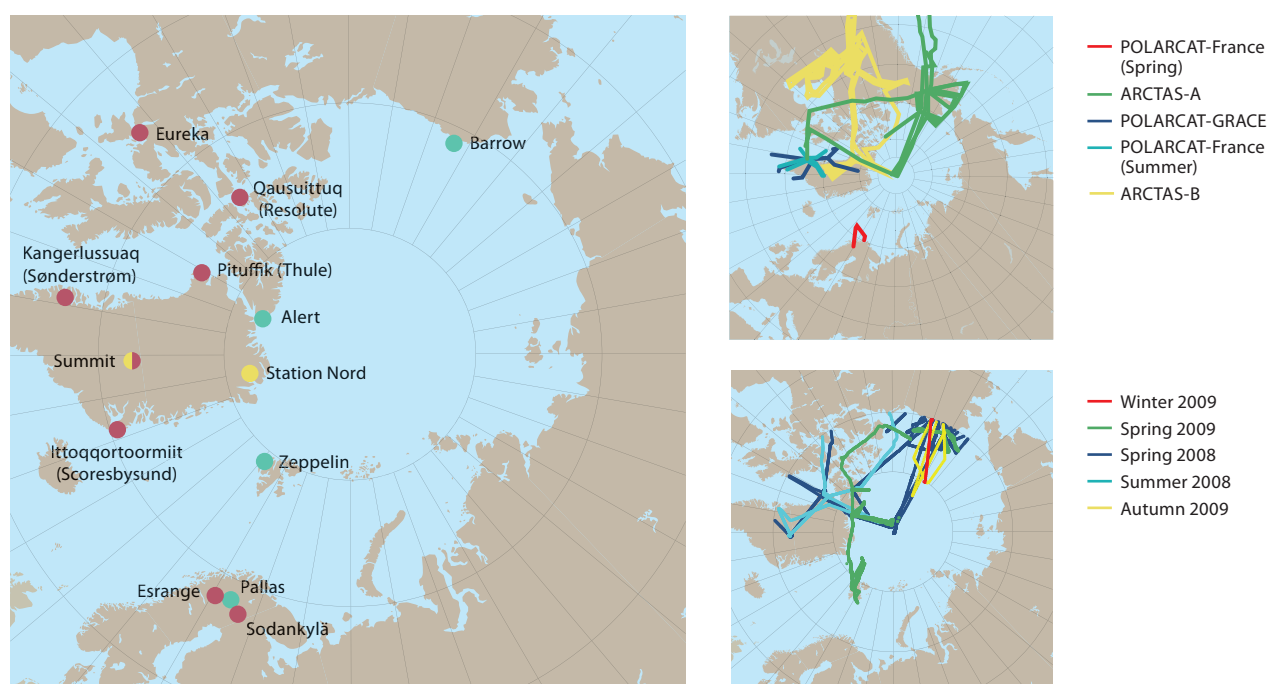 Eureka
Barrow
Qausuittuq
(Resolute)
Kangerlussuaq
(Sønderstrøm)
Pituffik (Thule)
Alert
Summit
Station Nord
Ittoqqortoormiit
(Scoresbysund)
Zeppelin
Esrange
Pallas
Sodankylä
POLARCAT-France
(Spring)
ARCTAS-A
POLARCAT-GRACE
POLARCAT-France
(Summer)
ARCTAS-B
Winter 2009
Spring 2009
Spring 2008
Summer 2008
Autumn 2009